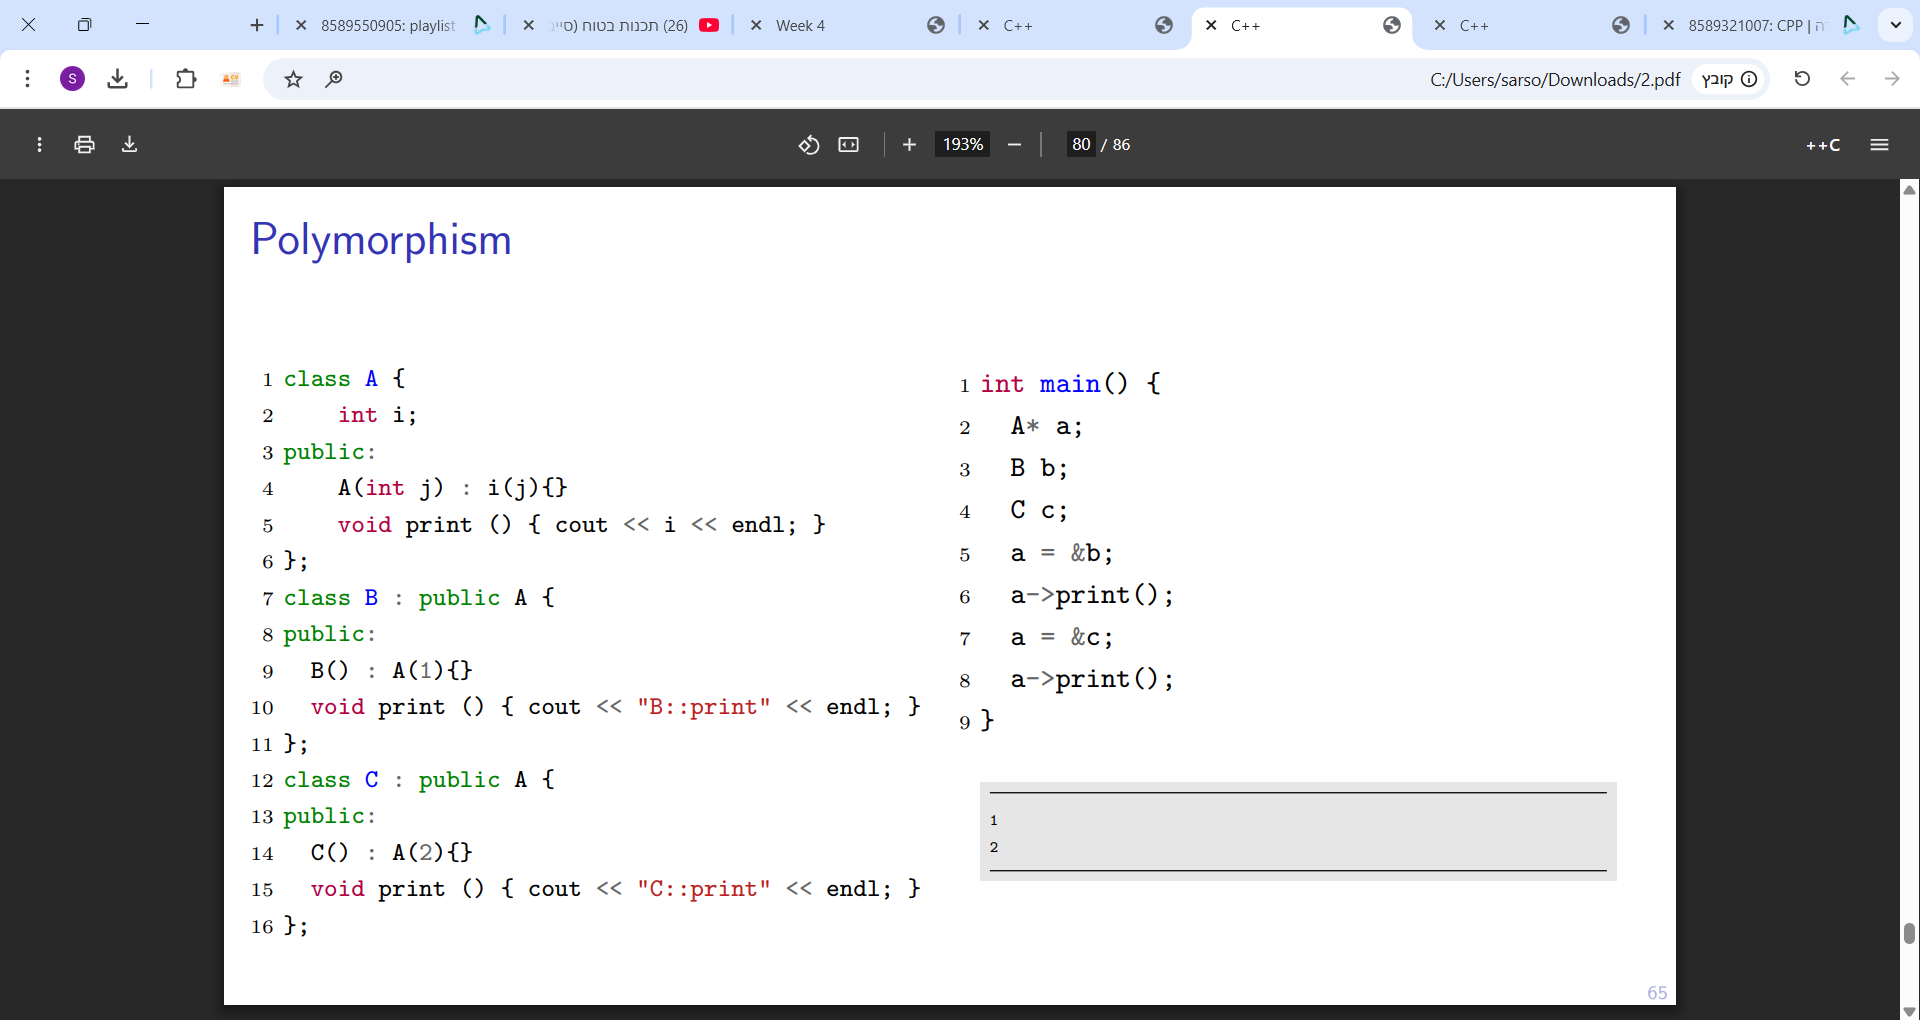 8589550905: playlist
(26) תכנות בטוח (סייב
Week 4
C++
C++
C++
8589321007: CPP | רה
S
C:/Users/sarso/Downloads/2.pdf
קובץ
193%
80 / 86
++C
Polymorphism
1 class A {
2 int i;
3 public:
4 A(int j) : i(j){}
5 void print () { cout << i << endl; }
6 };
7 class B : public A {
8 public:
9 B() : A(1){}
10 void print () { cout << "B::print" << endl; }
11 };
12 class C : public A {
13 public:
14 C() : A(2){}
15 void print () { cout << "C::print" << endl; }
16 };
1 int main() {
2 A* a;
3 B b;
4 C c;
5 a = &b;
6 a->print();
7 a = &c;
8 a->print();
9 }
1
2
65